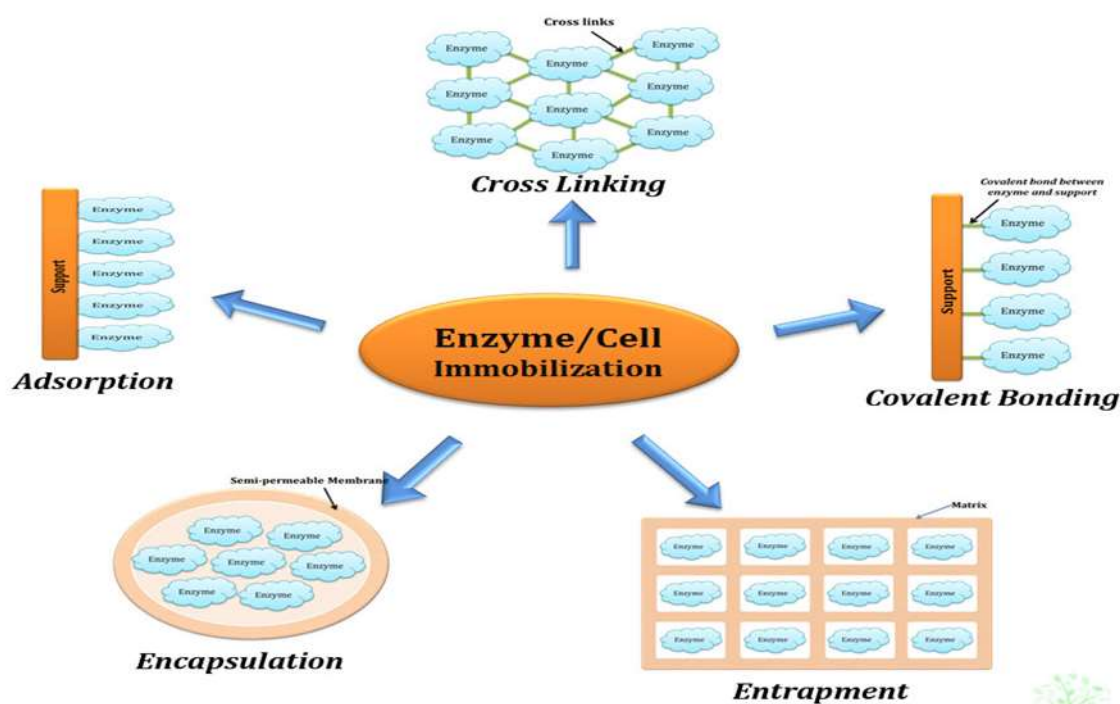 Cross links
Enzyme
Enzyme
Enzyme
Enzyme
Enzyme
Enzyme
Enzyme
Enzyme
Enzyme
Enzyme
Cross Linking
Support
Enzyme
Enzyme
Enzyme
Enzyme
Enzyme
Adsorption
Enzyme/Cell
Immobilization
Covalent bond between
enzyme and support
Support
Enzyme
Enzyme
Enzyme
Enzyme
Covalent Bonding
Semi-permeable Membrane
Enzyme
Enzyme
Enzyme
Enzyme
Enzyme
Enzyme
Enzyme
Encapsulation
Matrix
Enzyme Enzyme Enzyme Enzyme
Enzyme Enzyme Enzyme Enzyme
Enzyme Enzyme Enzyme Enzyme
Entrapment